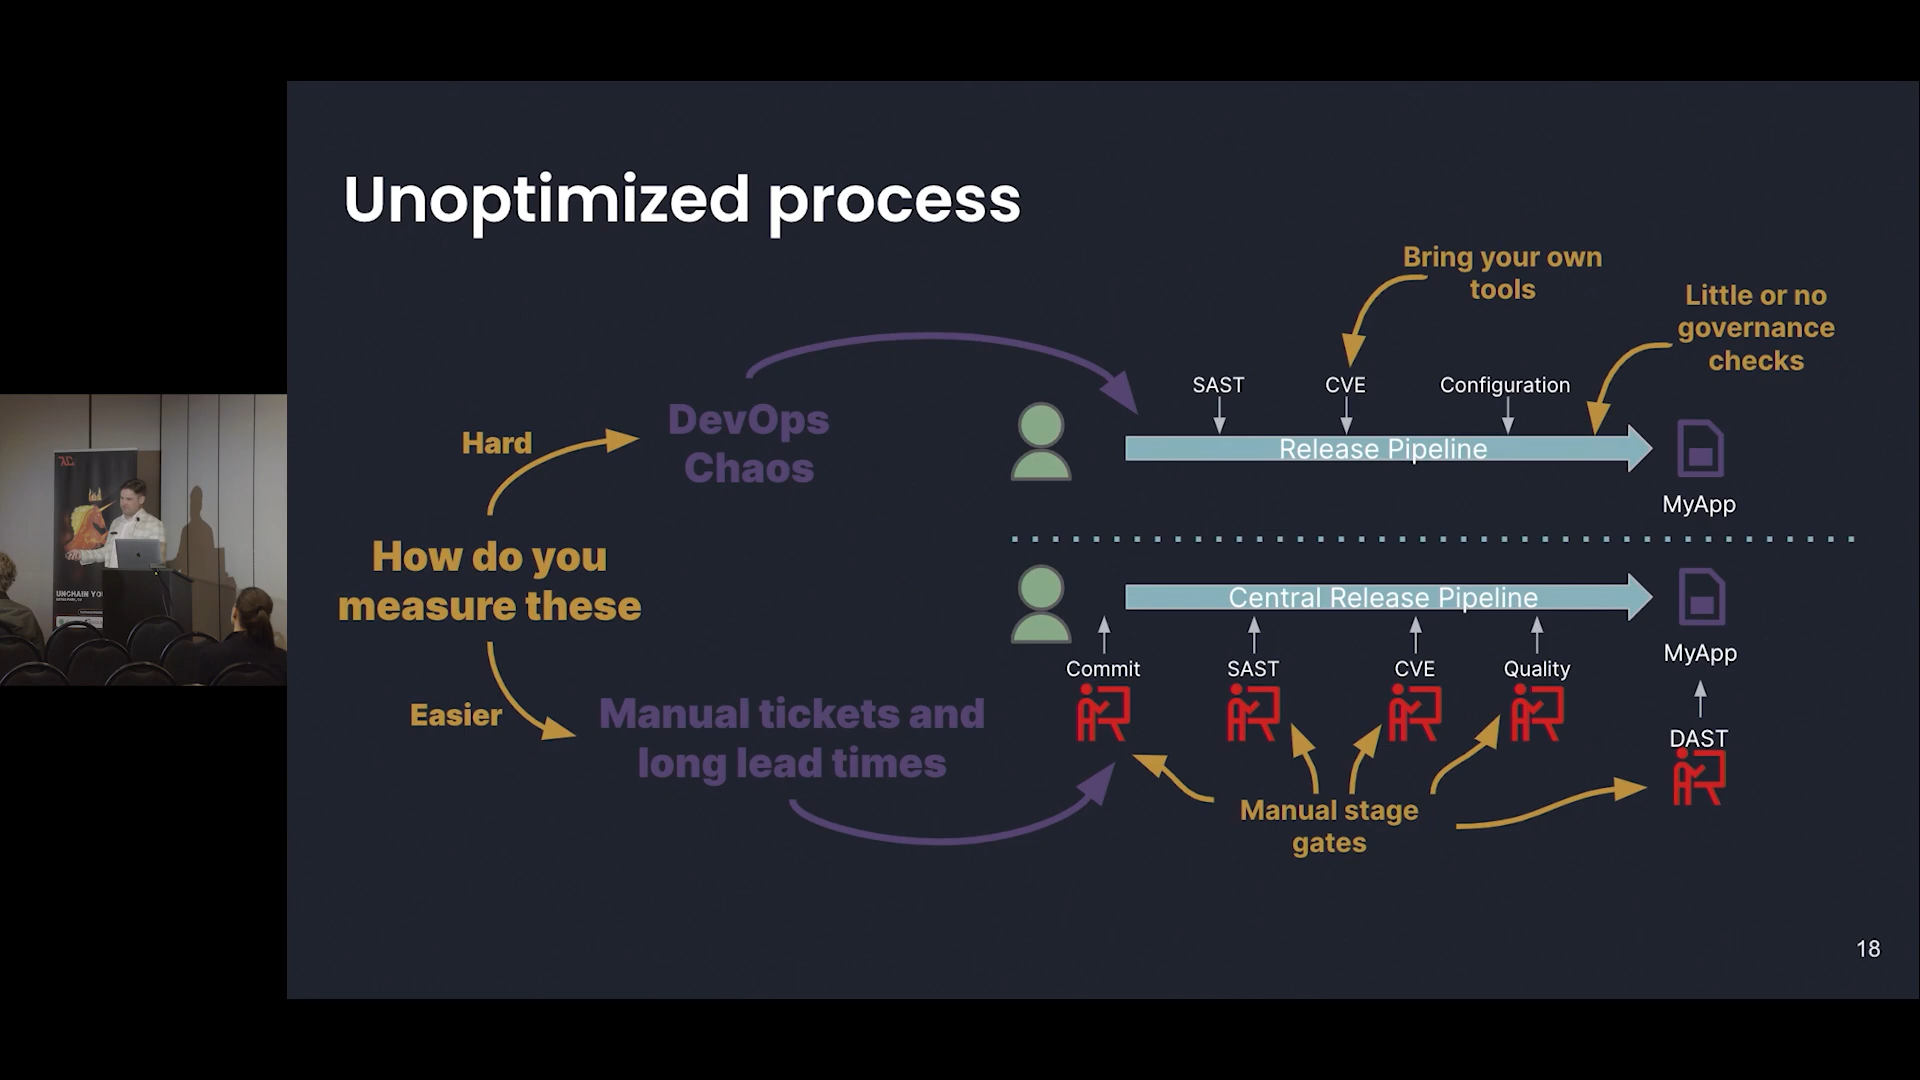 Unoptimized process
Bring your own
tools
Little or no
governance
checks
SAST
CVE
Configuration
Hard
DevOps
Chaos
Release Pipeline
MyApp
How do you
measure these
Central Release Pipeline
MyApp
Commit
SAST
CVE
Quality
Easier
Manual tickets and
long lead times
DAST
Manual stage
gates
18
UNCHAIN YO